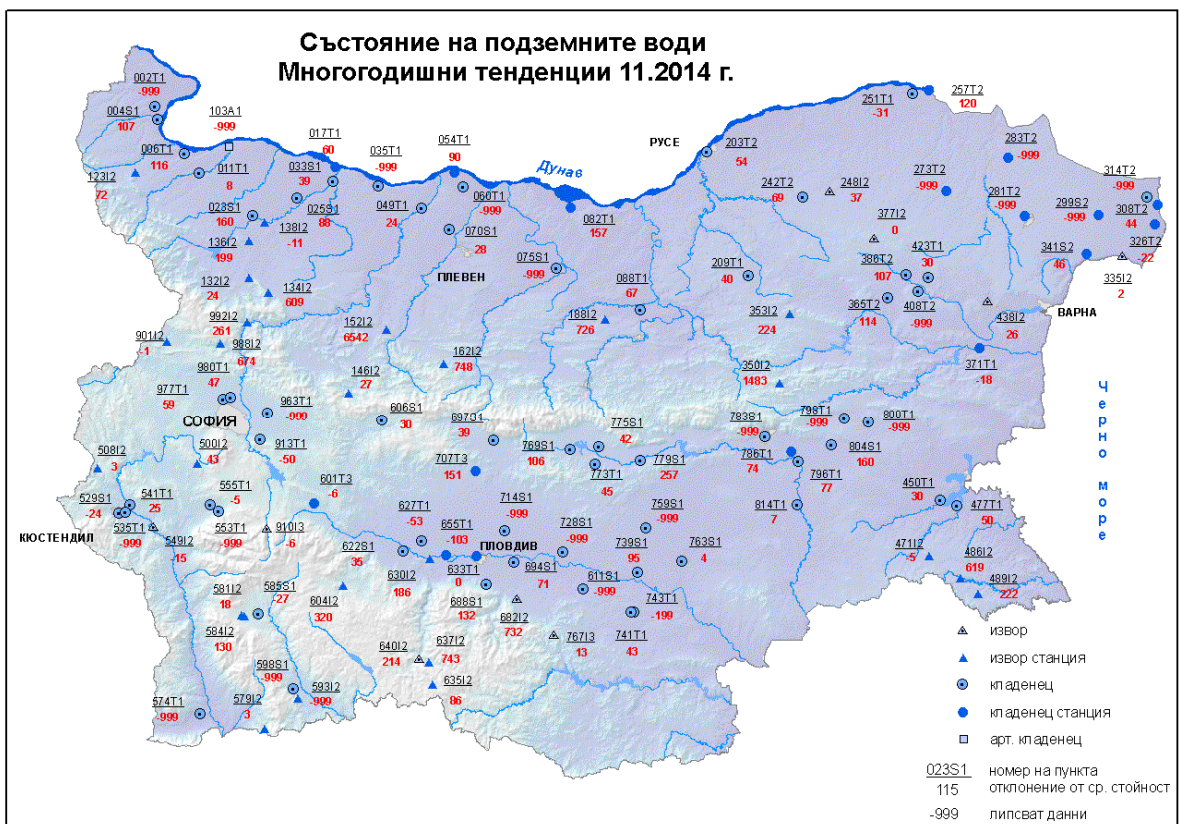 Състояние на подземните води
Многогодишни тенденции 11.2014 г.
002T1
-999
004S1
107
103A1
-999
006T1
116
011T1
8
017T1
60
033S1
39
035T1
-999
054T1
90
Дунав
РУСЕ
203T2
54
251T1
-31
257T2
120
283T2
-999
314T2
-999
123I2
72
023S1
160
025S1
88
138I2
-11
136I2
199
049T1
24
060T1
-999
070S1
28
082T1
157
242T2
69
248I2
37
273T2
-999
281T2
-999
299S2
-999
308T2
44
326T2
-22
377I2
0
423T1
30
341S2
46
335I2
2
132I2
24
134I2
609
ПЛЕВЕН
075S1
-999
088T1
67
209T1
40
386T2
107
365T2
114
408T2
-999
438I2
26
ВАРНА
992I2
261
901I2
-1
988I2
674
152I2
6542
188I2
726
353I2
224
162I2
748
350I2
1483
371T1
-18
980T1
47
977T1
59
146I2
27
963T1
-999
СОФИЯ
606S1
30
697S1
39
775S1
42
783S1
-999
798T1
-999
800T1
-999
Черно море
508I2
3
500I2
43
913T1
-50
707T3
151
769S1
106
773T1
45
779S1
257
786T1
74
804S1
160
796T1
77
529S1
-24
541T1
25
555T1
-5
601T3
-6
627T1
-53
714S1
-999
759S1
-999
814T1
7
450T1
30
477T1
50
КЮСТЕНДИЛ
535T1
-999
549I2
15
553T1
999
910I3
-6
622S1
35
655T1
-103
ПЛОВДИВ
728S1
-999
739S1
95
763S1
4
471I2
-5
486I2
619
489I2
222
581I2
18
585S1
-27
604I2
320
630I2
186
633T1
0
694S1
71
611S1
-999
743T1
-199
584I2
130
688S1
132
682I2
732
741T1
43
598S1
-999
640I2
214
637I2
743
767I3
13
574T1
-999
579I2
3
593I2
-999
635I2
86
извор
извор станция
кладенец
кладенец станция
арт. кладенец
023S1 номер на пункта
115 отклонение от ср. стойност
-999 липсват данни